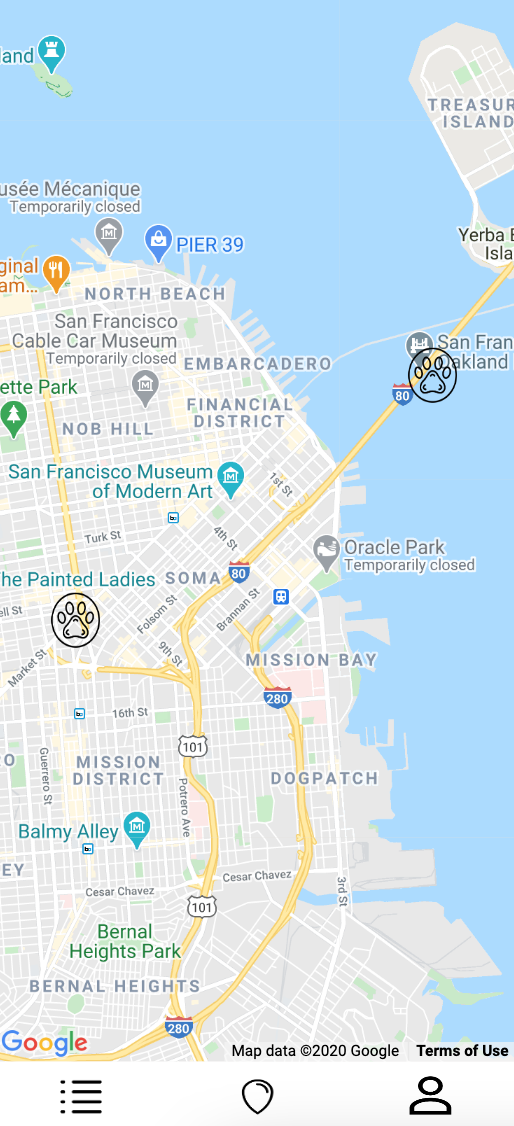 and
TREASUR
ISLAND
usée Mécanique
Temporarily closed
PIER 39
Yerba B
Isla
ginal
am...
NORTH BEACH
San Francisco
Cable Car Museum
Temporarily closed
San Fran
akland
EMBARCADERO
ette Park
80
FINANCIAL
DISTRICT
NOB HILL
San Francisco Museum
of Modern Art
1st St
Turk St
4th St
Oracle Park
Temporarily closed
he Painted Ladies
SOMA
80
ell St
Folsom St
Brannan St
Market St
9th St
MISSION BAY
280
16th St
101
MISSION
DISTRICT
DOGPATCH
O
Guerrero St
Potrero Ave
Balmy Alley
EY
Cesar Chavez
Cesar Chavez
3rd St
101
Bernal
Heights Park
BERNAL HEIGHTS
280
Google
Map data ©2020 Google
Terms of Use